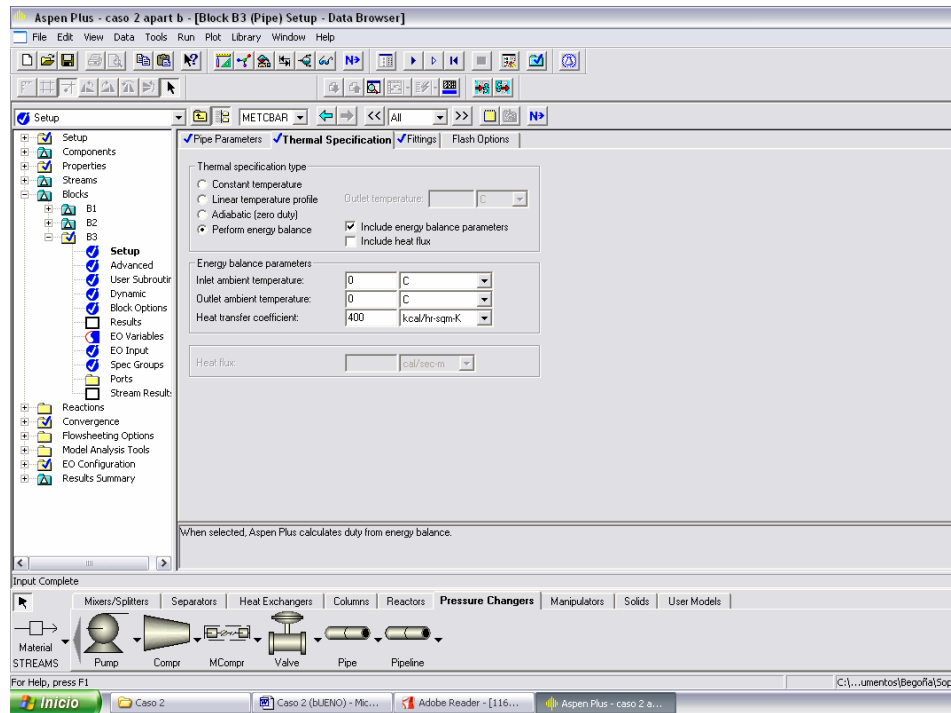 Aspen Plus - caso 2 apart b - [Block B3 (Pipe) Setup - Data Browser]
File Edit View Data Tools Run Plot Library Window Help
N>
Setup METCBAR << All >> N>
Setup
Components
Properties
Streams
Blocks
B1
B2
B3
Setup
Advanced
User Subroutir
Dynamic
Block Options
Results
EO Variables
EO Input
Spec Groups
Ports
Stream Result:
Reactions
Convergence
Flowsheeting Options
Model Analysis Tools
EO Configuration
Results Summary
Pipe Parameters Thermal Specification Fittings Flash Options
Thermal specification type
Constant temperature
Linear temperature profile
Adiabatic (zero duty)
Perform energy balance
Outlet temperature: C
Include energy balance parameters
Include heat flux
Energy balance parameters
Inlet ambient temperature: 0 C
Outlet ambient temperature: 0 C
Heat transfer coefficient: 400 kcal/hr-sqm-K
Heat flux: cal/sec-m
When selected, Aspen Plus calculates duty from energy balance.
Input Complete
Mixers/Splitters Separators Heat Exchangers Columns Reactors Pressure Changers Manipulators Solids User Models
Material
STREAMS Pump Compr MCompr Valve Pipe Pipeline
For Help, press F1 C:\...umentos\Begoña\Sop
Inicio Caso 2 Caso 2 (bUENO) - Mic... Adobe Reader - [116... Aspen Plus - caso 2 a...